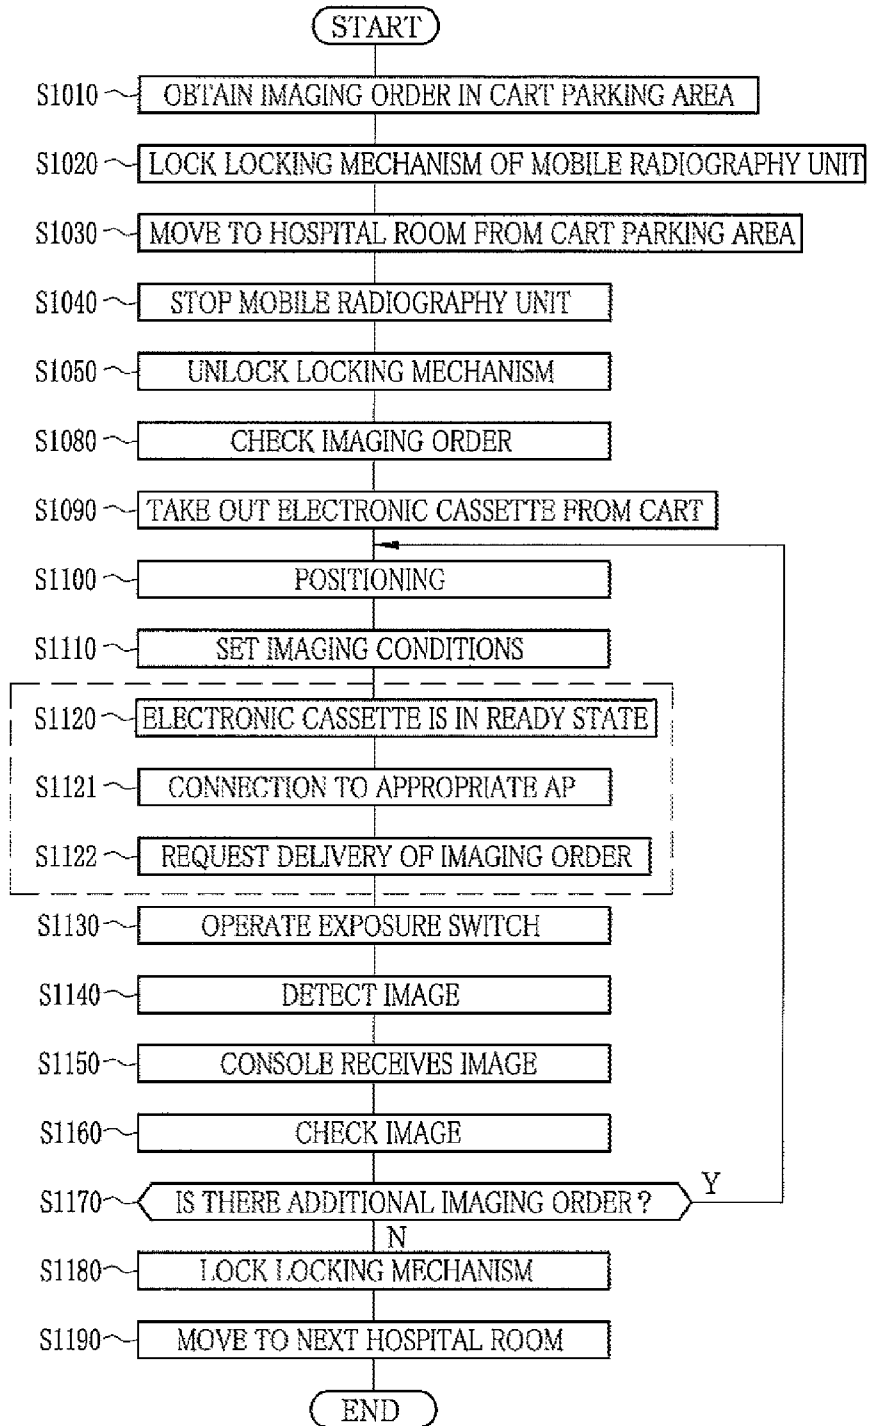 START
S1010 OBTAIN IMAGING ORDER IN CART PARKING AREA
S1020 LOCK LOCKING MECHANISM OF MOBILE RADIOGRAPHY UNIT
S1030 MOVE TO HOSPITAL ROOM FROM CART PARKING AREA
S1040 STOP MOBILE RADIOGRAPHY UNIT
S1050 UNLOCK LOCKING MECHANISM
S1080 CHECK IMAGING ORDER
S1090 TAKE OUT ELECTRONIC CASSETTE FROM CART
S1100 POSITIONING
S1110 SET IMAGING CONDITIONS
S1120 ELECTRONIC CASSETTE IS IN READY STATE
S1121 CONNECTION TO APPROPRIATE AP
S1122 REQUEST DELIVERY OF IMAGING ORDER
S1130 OPERATE EXPOSURE SWITCH
S1140 DETECT IMAGE
S1150 CONSOLE RECEIVES IMAGE
S1160 CHECK IMAGE
S1170 IS THERE ADDITIONAL IMAGING ORDER? Y
N
S1180 LOCK LOCKING MECHANISM
S1190 MOVE TO NEXT HOSPITAL ROOM
END